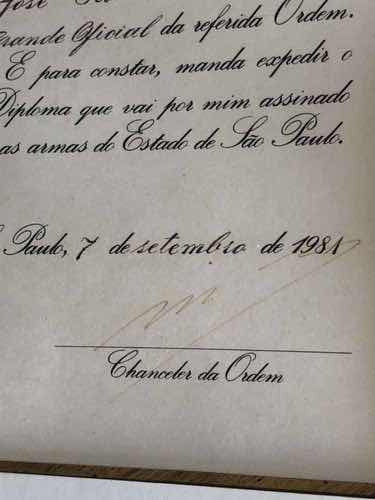 José
Grande Oficial da referida Ordem.
E para constar, manda expedir o
Diploma que vai por mim assinado
as armas do Estado de São Paulo.
Paulo, 7 de setembro de 1981
Chanceler da Ordem